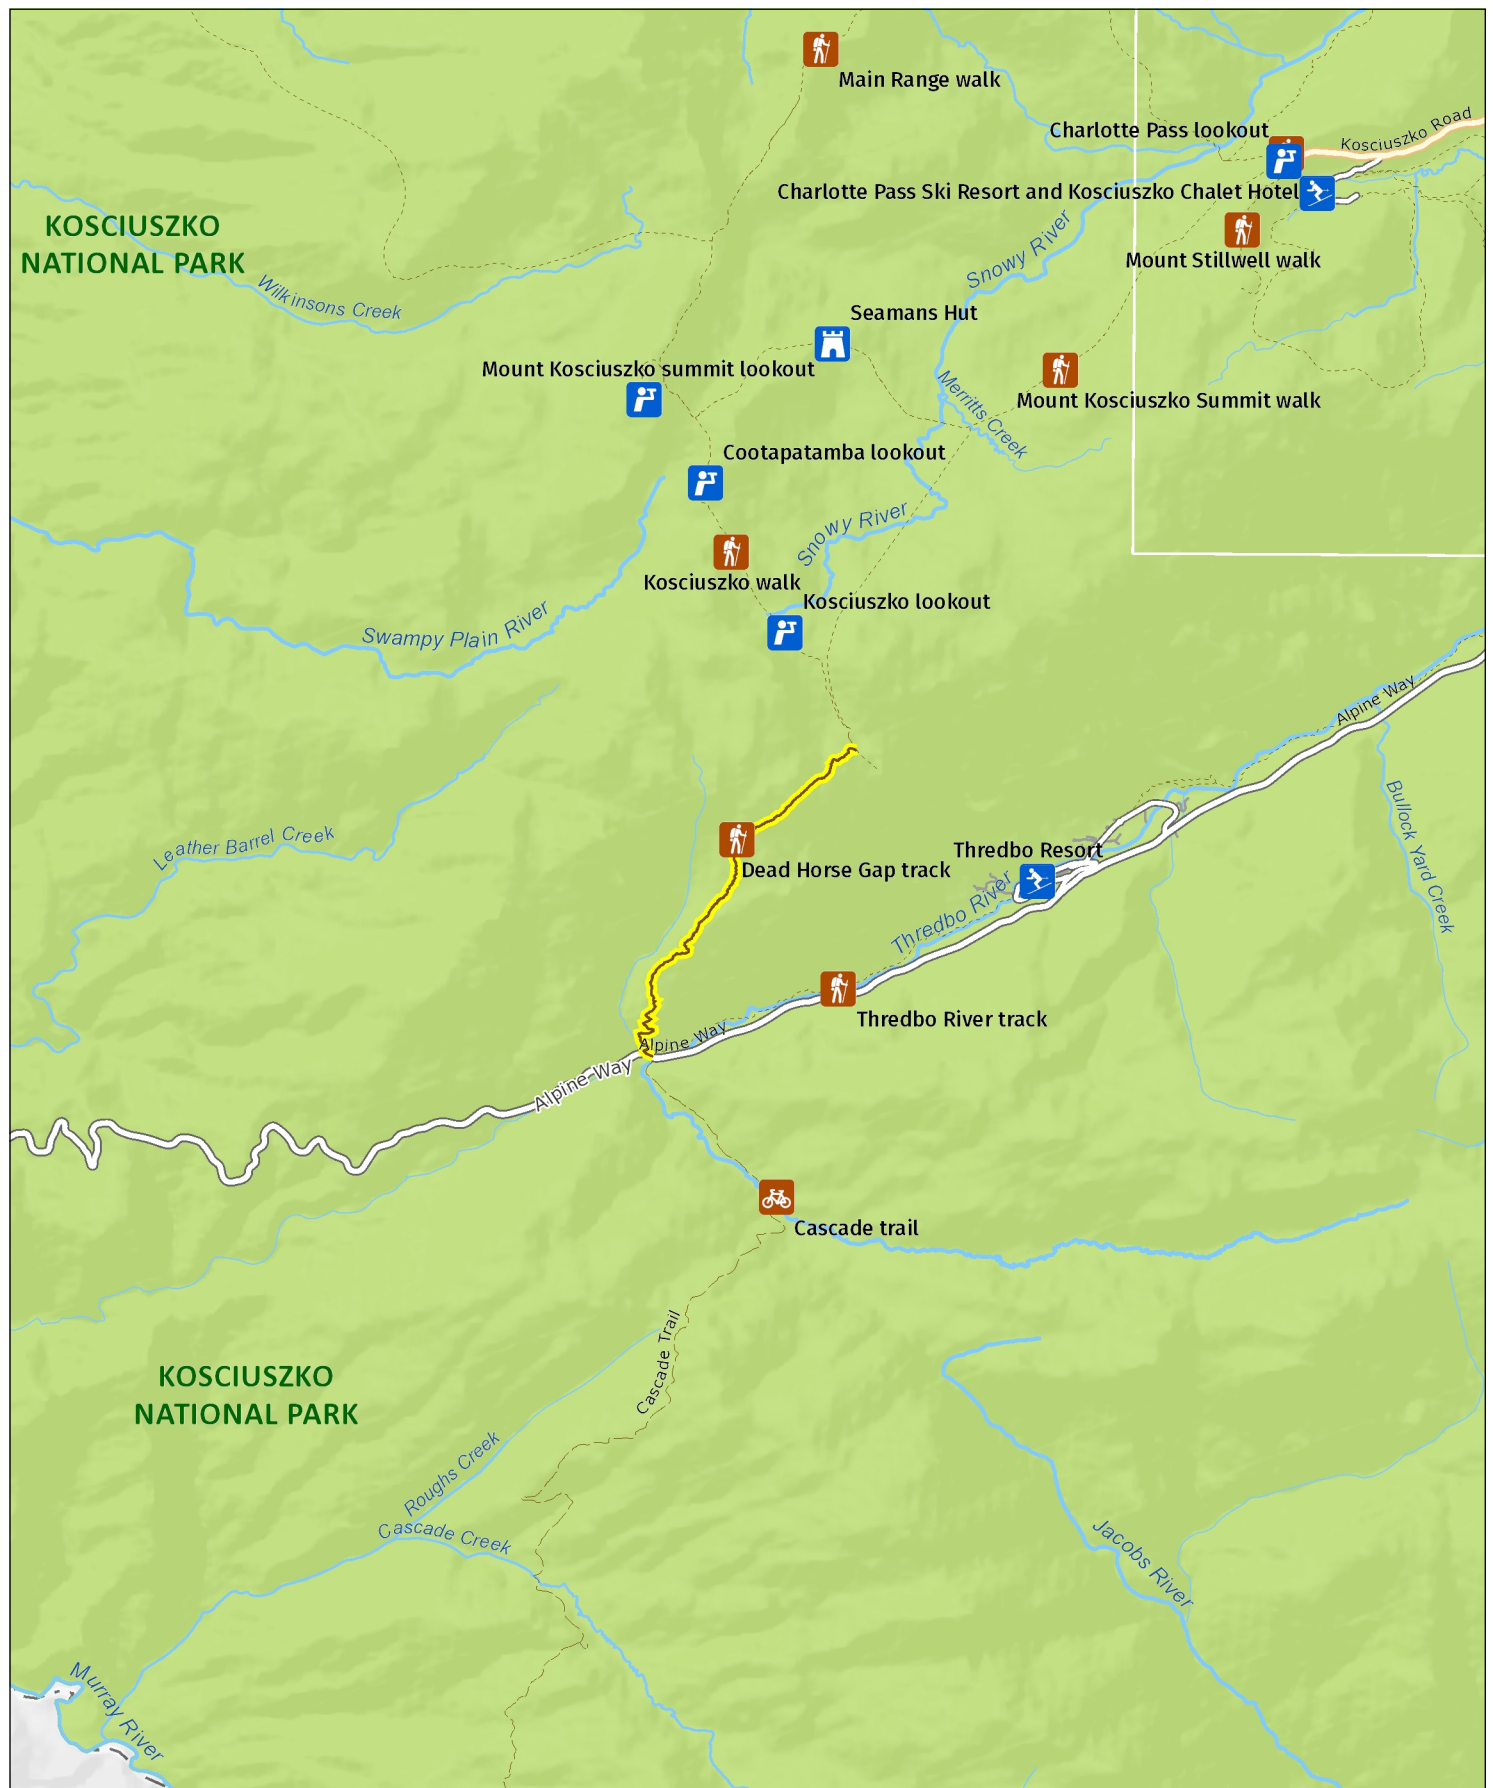 Main Range walk
Kosciuszko Road
Charlotte Pass lookout
Charlotte Pass Ski Resort and Kosciuszko Chalet Hotel
KOSCIUSZKO
NATIONAL PARK
Snowy River
Mount Stillwell walk
Wilkinsons Creek
Seamans Hut
Mount Kosciuszko summit lookout
Merritts Creek
Mount Kosciuszko Summit walk
Cootapatamba lookout
Snowy River
Kosciuszko walk
Kosciuszko lookout
Swampy Plain River
Alpine Way
Bullock Yard Creek
Leather Barrel Creek
Thredbo Resort
Dead Horse Gap track
Thredbo River
Thredbo River track
Alpine Way
Alpine Way
Cascade trail
Cascade Trail
KOSCIUSZKO
NATIONAL PARK
Roughs Creek
Cascade Creek
Jacobs River
Murray River